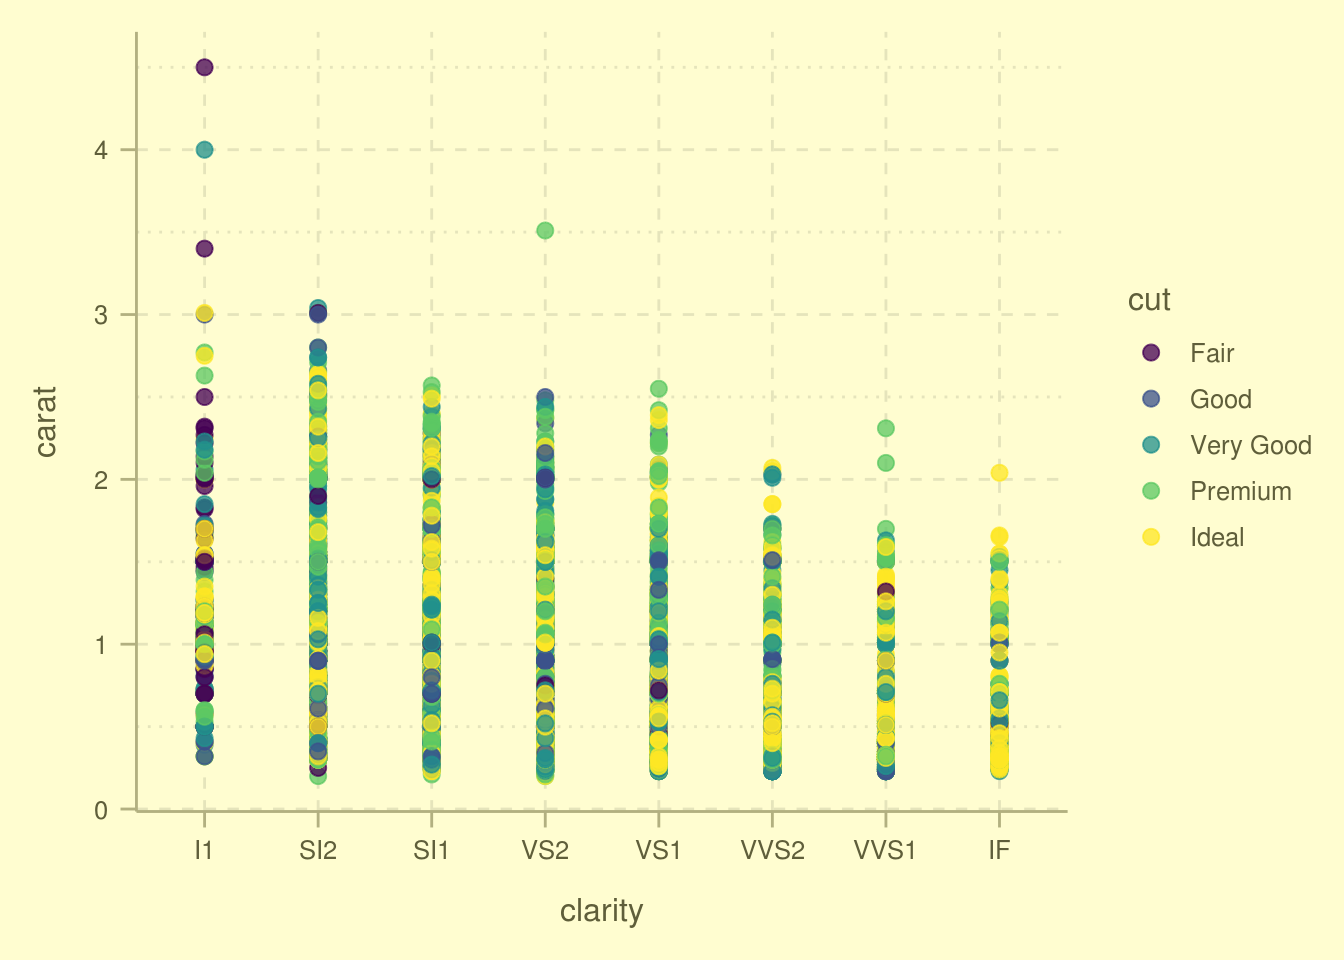 4
3
2
1
0
carat
I1 SI2 SI1 VS2 VS1 VVS2 VVS1 IF
clarity
cut
Fair
Good
Very Good
Premium
Ideal